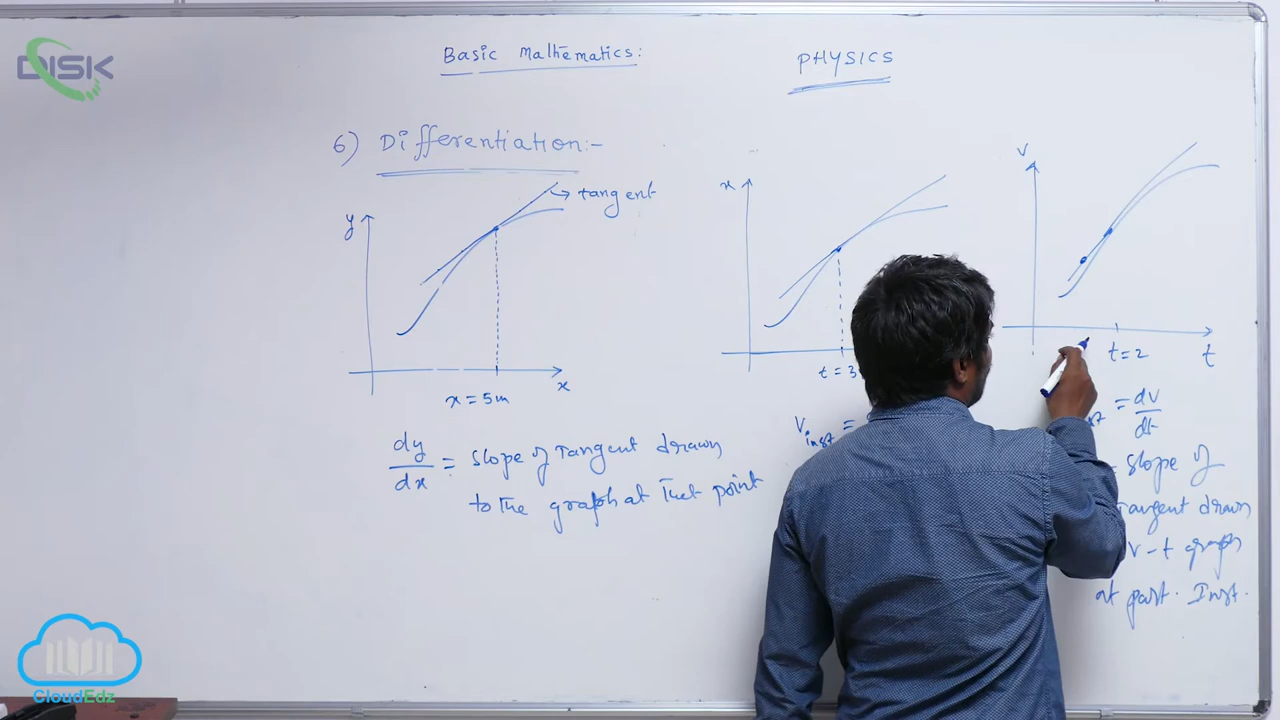 DISK
Basic Mathematics:
PHYSICS
6) Differentiation:-
y
tangent
x = 5m
x
dy/dx = slope of Tangent drawn
to the graph at that point
x
t = 3
V inst =
v
t = 2
t
= dv/dt
slope of
Tangent drawn
v - t graph
at part. Inst.
CloudEdz